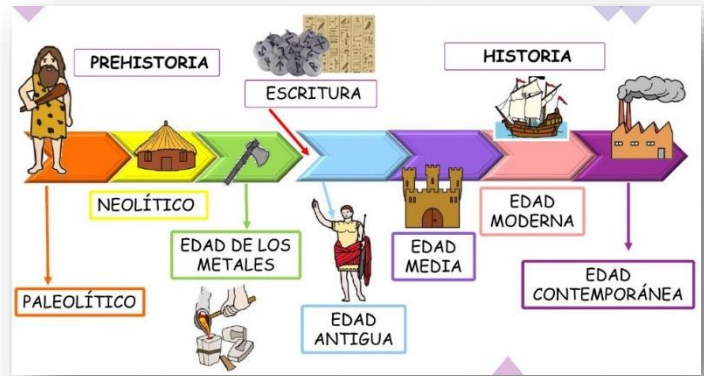 PREHISTORIA
ESCRITURA
HISTORIA
NEOLÍTICO
EDAD DE LOS
METALES
PALEOLÍTICO
EDAD
ANTIGUA
EDAD
MEDIA
EDAD
MODERNA
EDAD
CONTEMPORÁNEA